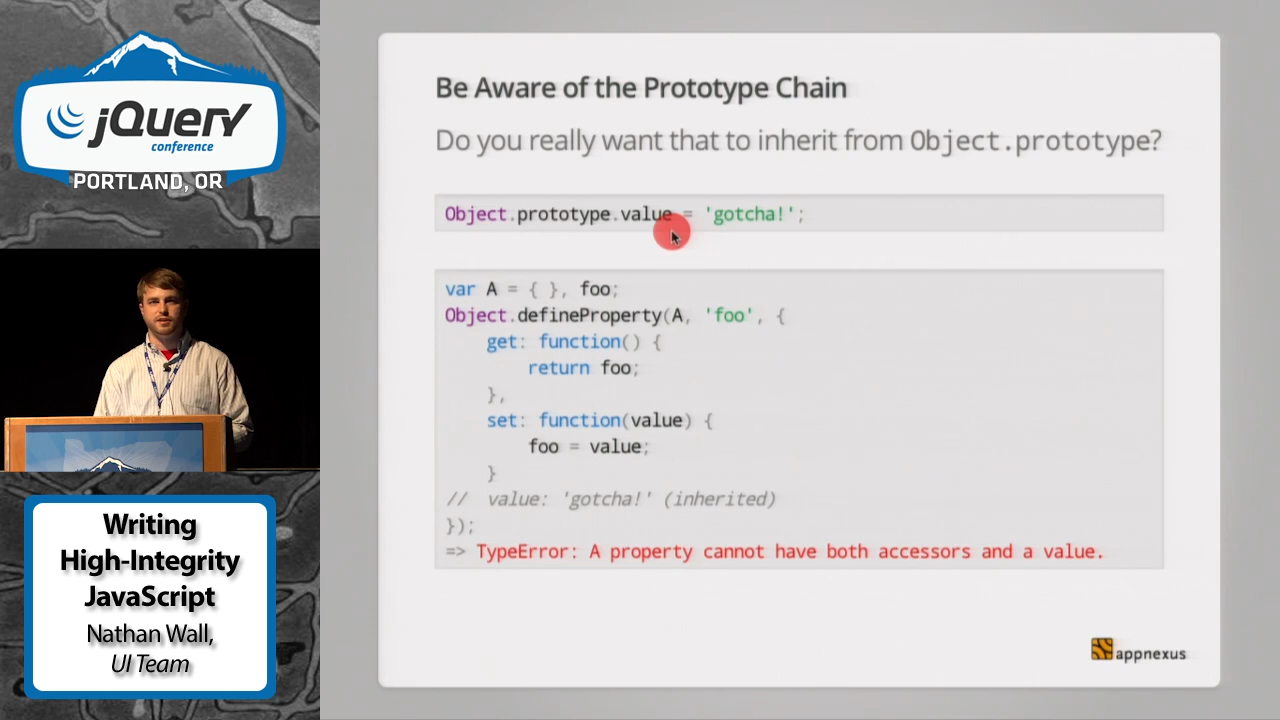 jQuery
conference
PORTLAND, OR
Writing
High-Integrity
JavaScript
Nathan Wall,
UI Team
Be Aware of the Prototype Chain
Do you really want that to inherit from Object.prototype?
Object.prototype.value = 'gotcha!';
var A = { }, foo;
Object.defineProperty(A, 'foo', {
    get: function() {
        return foo;
    },
    set: function(value) {
        foo = value;
    }
//  value: 'gotcha!' (inherited)
});
=> TypeError: A property cannot have both accessors and a value.
appnexus